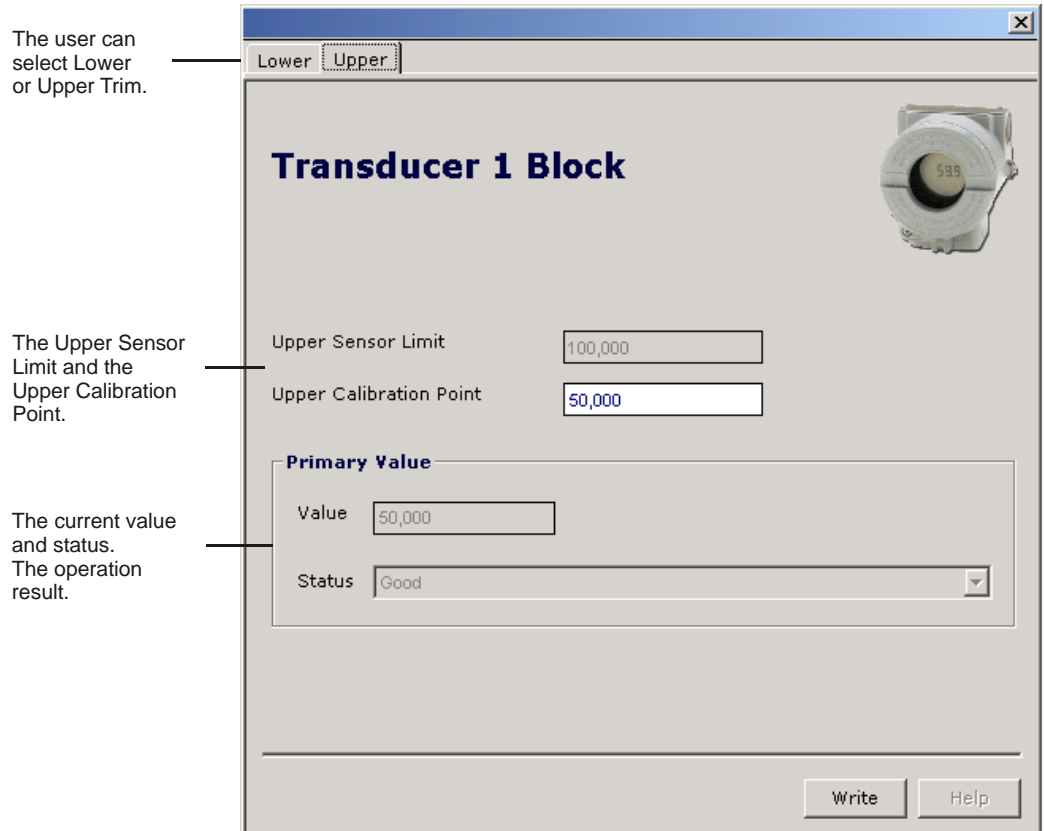 The user can
select Lower
or Upper Trim.
Lower Upper
Transducer 1 Block
59.9
The Upper Sensor
Limit and the
Upper Calibration
Point.
Upper Sensor Limit 100,000
Upper Calibration Point 50,000
Primary Value
The current value
and status.
The operation
result.
Value 50,000
Status Good
Write Help